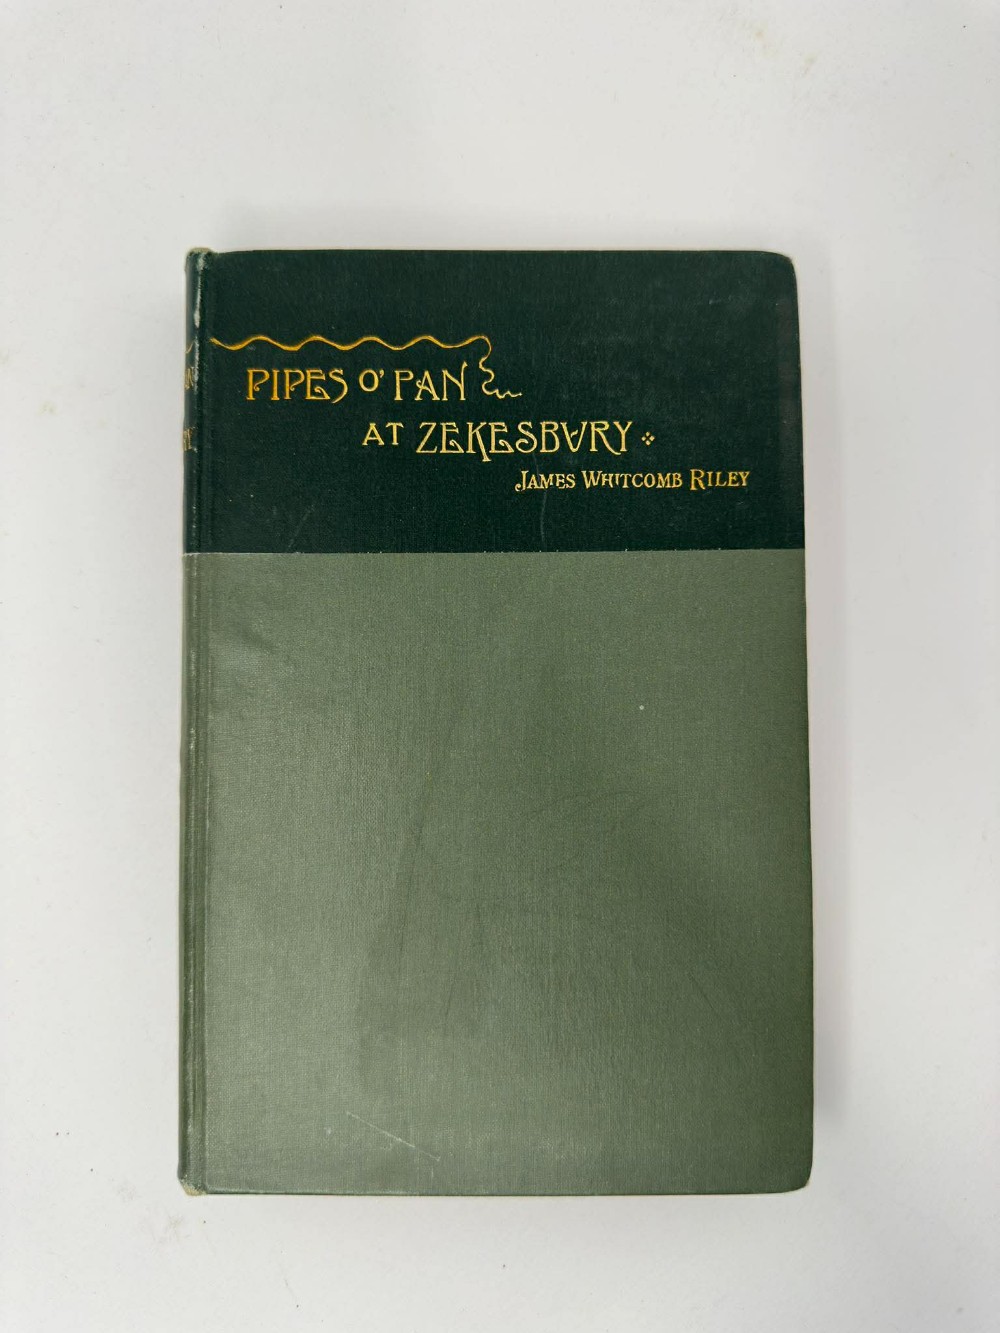 PIPES O' PAN
AT ZEKESBURY
JAMES WHITCOMB RILEY